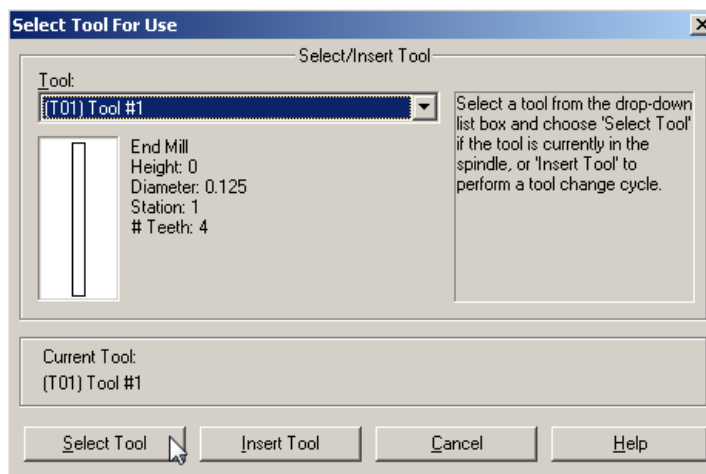 Select Tool For Use
Select/Insert Tool
Tool:
(T01) Tool #1
End Mill
Height: 0
Diameter: 0.125
Station: 1
# Teeth: 4
Select a tool from the drop-down
list box and choose 'Select Tool'
if the tool is currently in the
spindle, or 'Insert Tool' to
perform a tool change cycle.
Current Tool:
(T01) Tool #1
Select Tool
Insert Tool
Cancel
Help